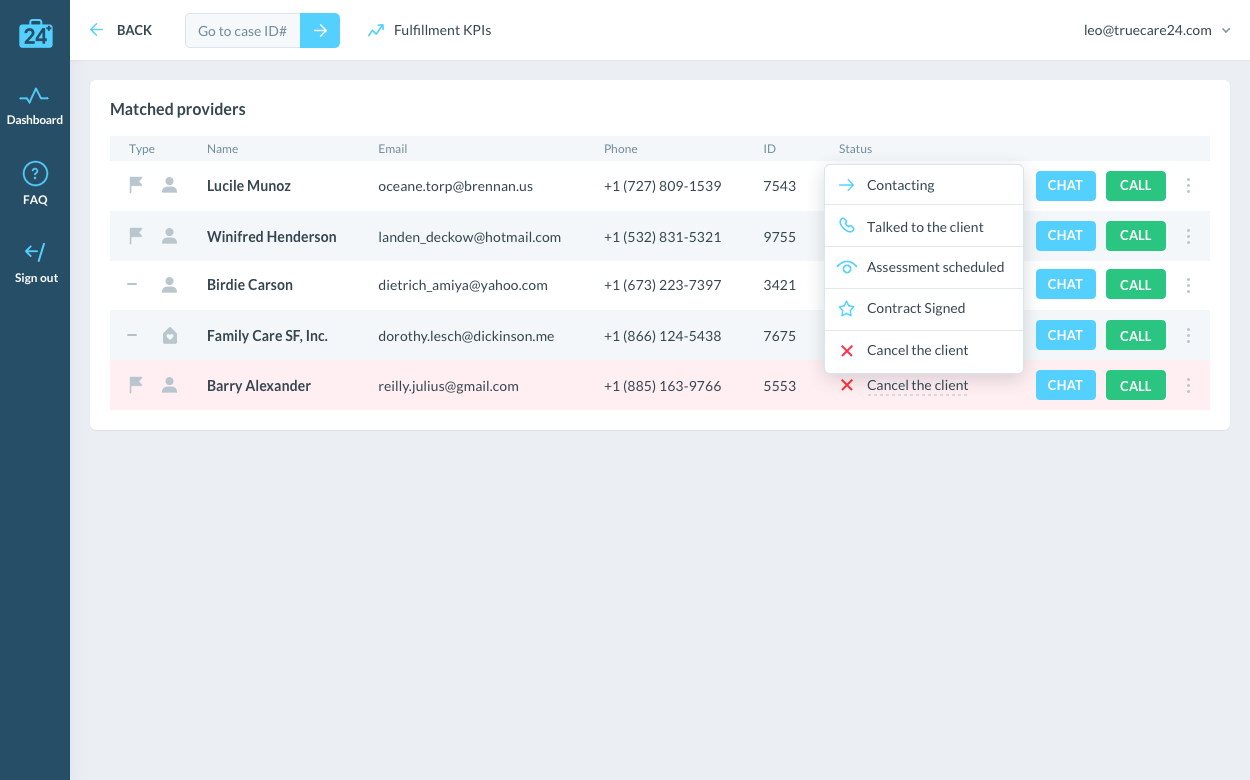 24+
BACK
Go to case ID#
Fulfillment KPIs
leo@truecare24.com
Dashboard
FAQ
Sign out
Matched providers
Type Name Email Phone ID Status
Lucile Munoz oceane.torp@brennan.us +1 (727) 809-1539 7543 CHAT CALL
Winifred Henderson landen_deckow@hotmail.com +1 (532) 831-5321 9755 CHAT CALL
Birdie Carson dietrich_amiya@yahoo.com +1 (673) 223-7397 3421 CHAT CALL
Family Care SF, Inc. dorothy.lesch@dickinson.me +1 (866) 124-5438 7675 CHAT CALL
Barry Alexander reilly.julius@gmail.com +1 (885) 163-9766 5553 Cancel the client CHAT CALL
Contacting
Talked to the client
Assessment scheduled
Contract Signed
Cancel the client